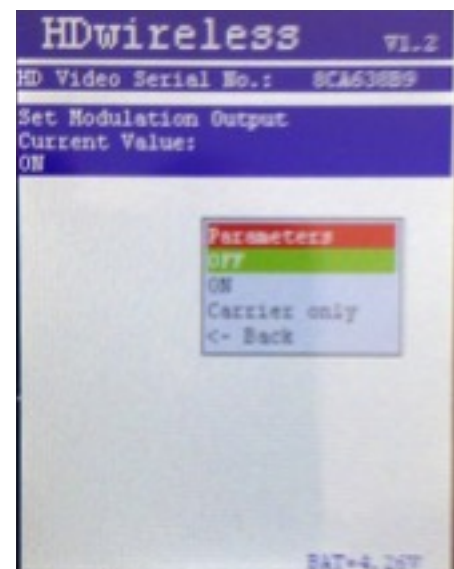 HDwireless V1.2
HD Video Serial No.: 8CA638B9
Set Modulation Output
Current Value:
ON
Parameters
OFF
ON
Carrier only
<- Back
BAT=4.26V